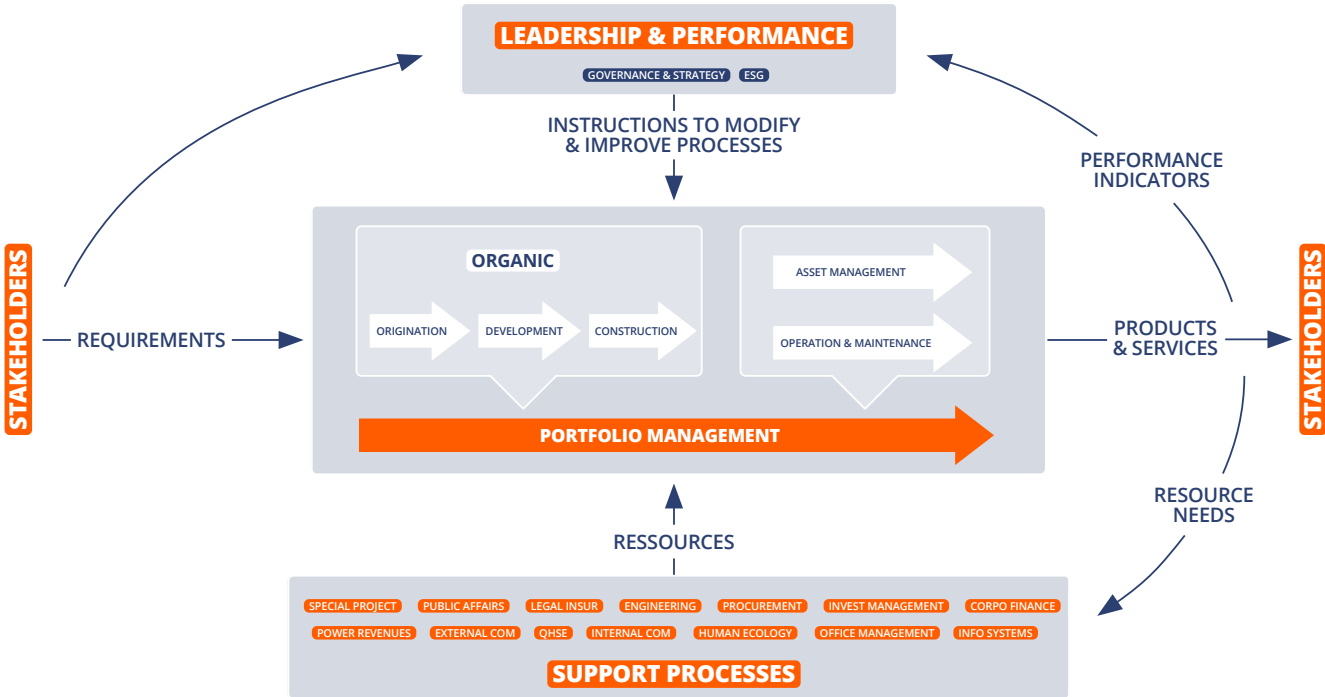 LEADERSHIP & PERFORMANCE
GOVERNANCE & STRATEGY ESG
INSTRUCTIONS TO MODIFY
& IMPROVE PROCESSES
PERFORMANCE
INDICATORS
STAKEHOLDERS
REQUIREMENTS
ORGANIC
ORIGINATION DEVELOPMENT CONSTRUCTION
ASSET MANAGEMENT
OPERATION & MAINTENANCE
PORTFOLIO MANAGEMENT
PRODUCTS
& SERVICES
STAKEHOLDERS
RESOURCE
NEEDS
RESSOURCES
SPECIAL PROJECT PUBLIC AFFAIRS LEGAL INSUR ENGINEERING PROCUREMENT INVEST MANAGEMENT CORPO FINANCE
POWER REVENUES EXTERNAL COM QHSE INTERNAL COM HUMAN ECOLOGY OFFICE MANAGEMENT INFO SYSTEMS
SUPPORT PROCESSES